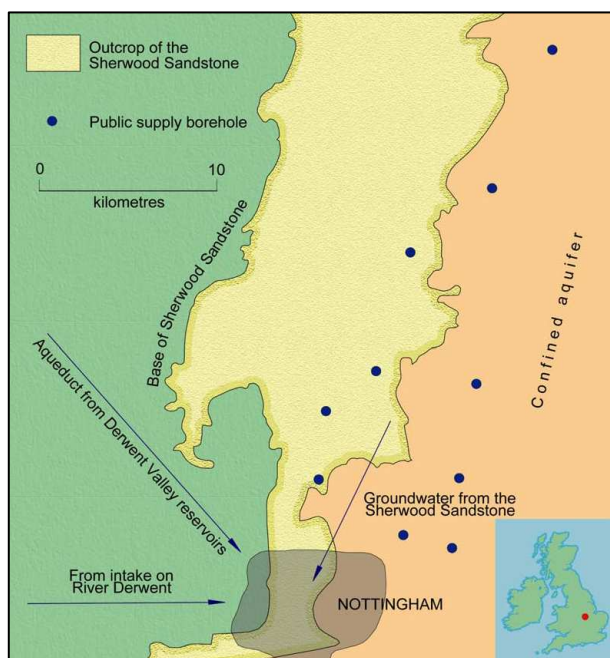 Outcrop of the
Sherwood Sandstone
Public supply borehole
0
10
kilometres
Base of Sherwood Sandstone
Confined aquifer
Aqueduct from Derwent Valley reservoirs
Groundwater from the
Sherwood Sandstone
From intake on
River Derwent
NOTTINGHAM